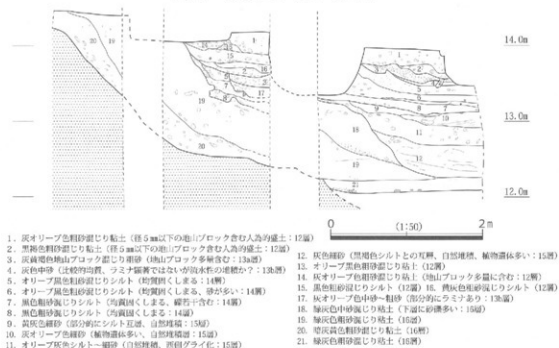 14.0m
13.0m
12.0m
0 (1:50) 2m
1. 灰オリーブ色粗砂混じり粘土（径5㎜以下の地山ブロック含む人為的盛土：12層）
2. 黒褐色粗砂混じり粘土（径5㎜以下の地山ブロック含む人為的盛土：12層）
3. 灰黄褐色地山ブロック混じり粗砂（地山ブロック多量含む：13a層）
4. 灰色中砂（比較的均質、ラミナ顕著ではないが流水性の堆積か？：13b層）
5. オリーブ黒色粗砂混じりシルト（均質固くしまる：14層）
6. オリーブ黒色粗砂混じりシルト（均質固くしまる、砂が多い：14層）
7. 黒色粗砂混じりシルト（均質固くしまる、礫若干含む：14層）
8. 黒色粗砂混じりシルト（均質固くしまる：14層）
9. 黄灰色細砂（部分的にシルト互層、自然堆積：15層）
10. 灰オリーブ色細砂（植物遺体多い、自然堆積層：15層）
11. オリーブ灰色シルト～細砂（自然堆積、グライ化：15層）
12. 灰色細砂（黒褐色シルトとの互層、自然堆積、植物遺体多い：15層）
13. オリーブ黒色粗砂混じり粘土（12層）
14. 灰オリーブ色粗砂混じり粘土（地山ブロック多量に含む：12層）
15. 黒色粗砂混じりシルト（12層）16. 黄灰色粗砂混じりシルト（12層）
17. 灰オリーブ色中砂～粗砂（部分的にラミナあり：13b層）
18. 緑灰色粗砂混じり粘土（下層に砂礫多い：15層）
19. 緑灰色粗砂混じり粘土（15層）
20. 暗灰黄色粗砂混じり粘土（16層）
21. 緑灰色粗砂混じり粘土（16層）